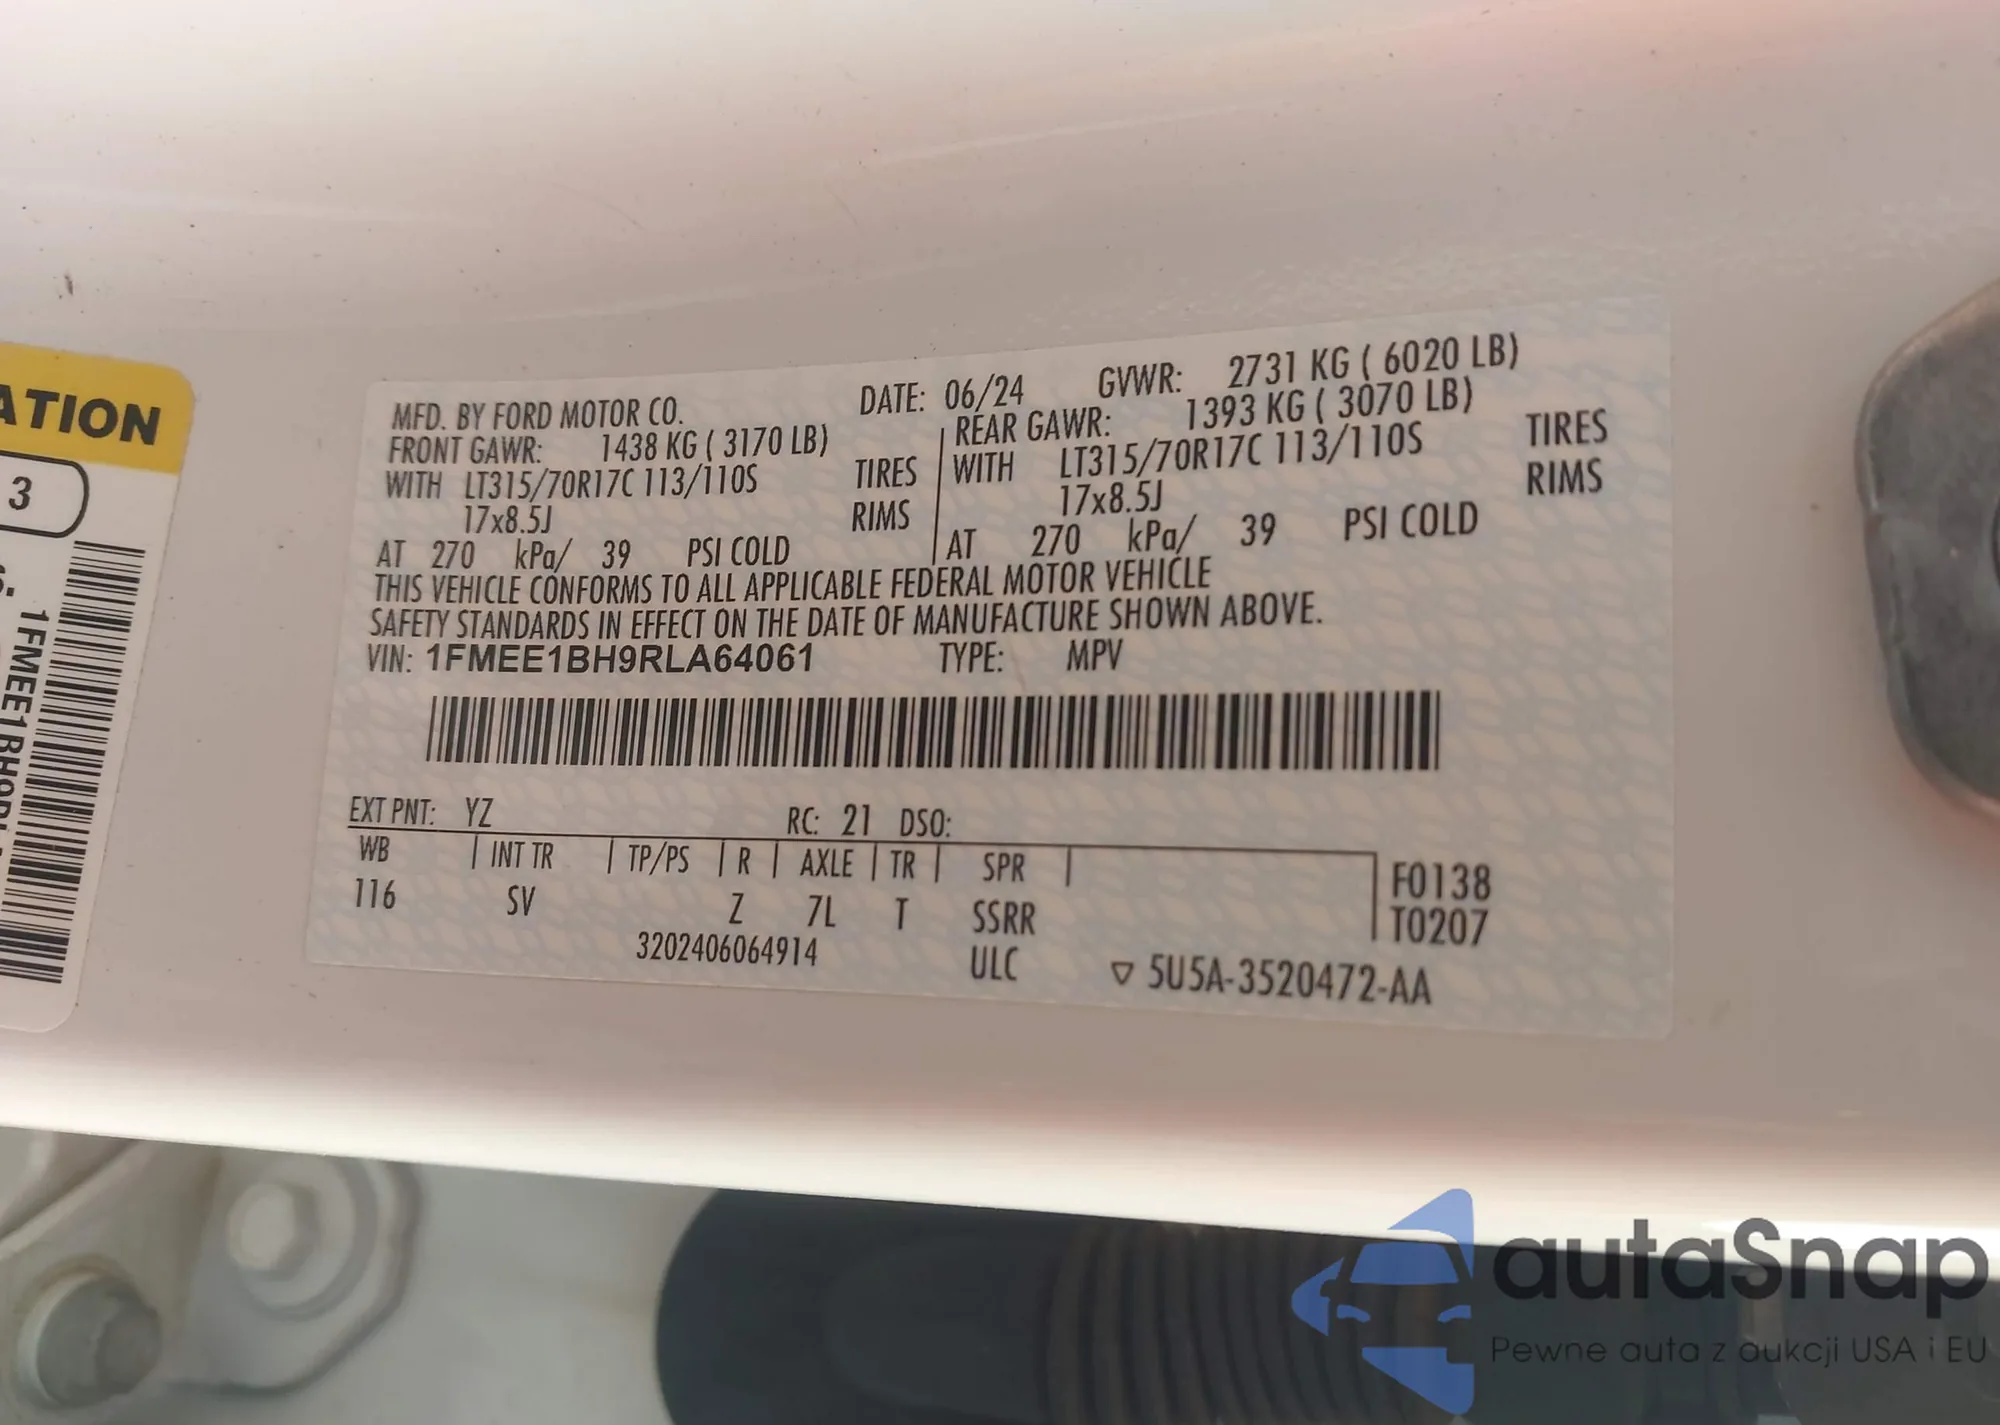 ATION
3
1FMEE1BH9RL
MFD. BY FORD MOTOR CO. DATE: 06/24 GVWR: 2731 KG ( 6020 LB)
FRONT GAWR: 1438 KG ( 3170 LB) REAR GAWR: 1393 KG ( 3070 LB)
WITH LT315/70R17C 113/110S TIRES WITH LT315/70R17C 113/110S TIRES
17x8.5J RIMS 17x8.5J RIMS
AT 270 kPa/ 39 PSI COLD AT 270 kPa/ 39 PSI COLD
THIS VEHICLE CONFORMS TO ALL APPLICABLE FEDERAL MOTOR VEHICLE
SAFETY STANDARDS IN EFFECT ON THE DATE OF MANUFACTURE SHOWN ABOVE.
VIN: 1FMEE1BH9RLA64061 TYPE: MPV
EXT PNT: YZ RC: 21 DSO:
WB INT TR TP/PS R AXLE TR SPR F0138
116 SV Z 7L T SSRR T0207
3202406064914 ULC ▽ 5U5A-3520472-AA
autaSnap
Pewne auta z aukcji USA i EU